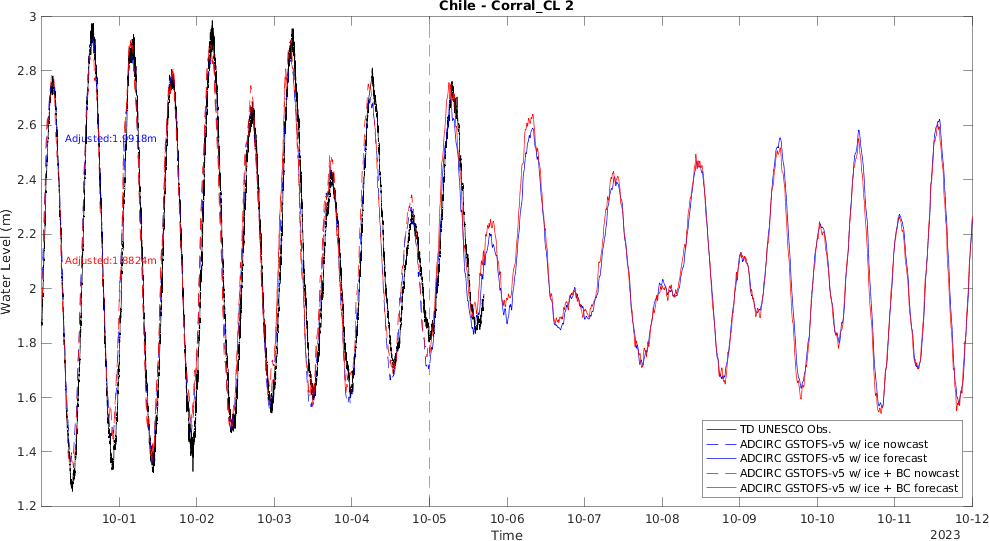 Chile - Corral_CL 2
Water Level (m)
3
2.8
2.6
2.4
2.2
2
1.8
1.6
1.4
1.2
Adjusted:1.9918m
Adjusted:1.8824m
TD UNESCO Obs.
ADCIRC GSTOFS-v5 w/ ice nowcast
ADCIRC GSTOFS-v5 w/ ice forecast
ADCIRC GSTOFS-v5 w/ ice + BC nowcast
ADCIRC GSTOFS-v5 w/ ice + BC forecast
10-01 10-02 10-03 10-04 10-05 10-06 10-07 10-08 10-09 10-10 10-11 10-12
Time
2023